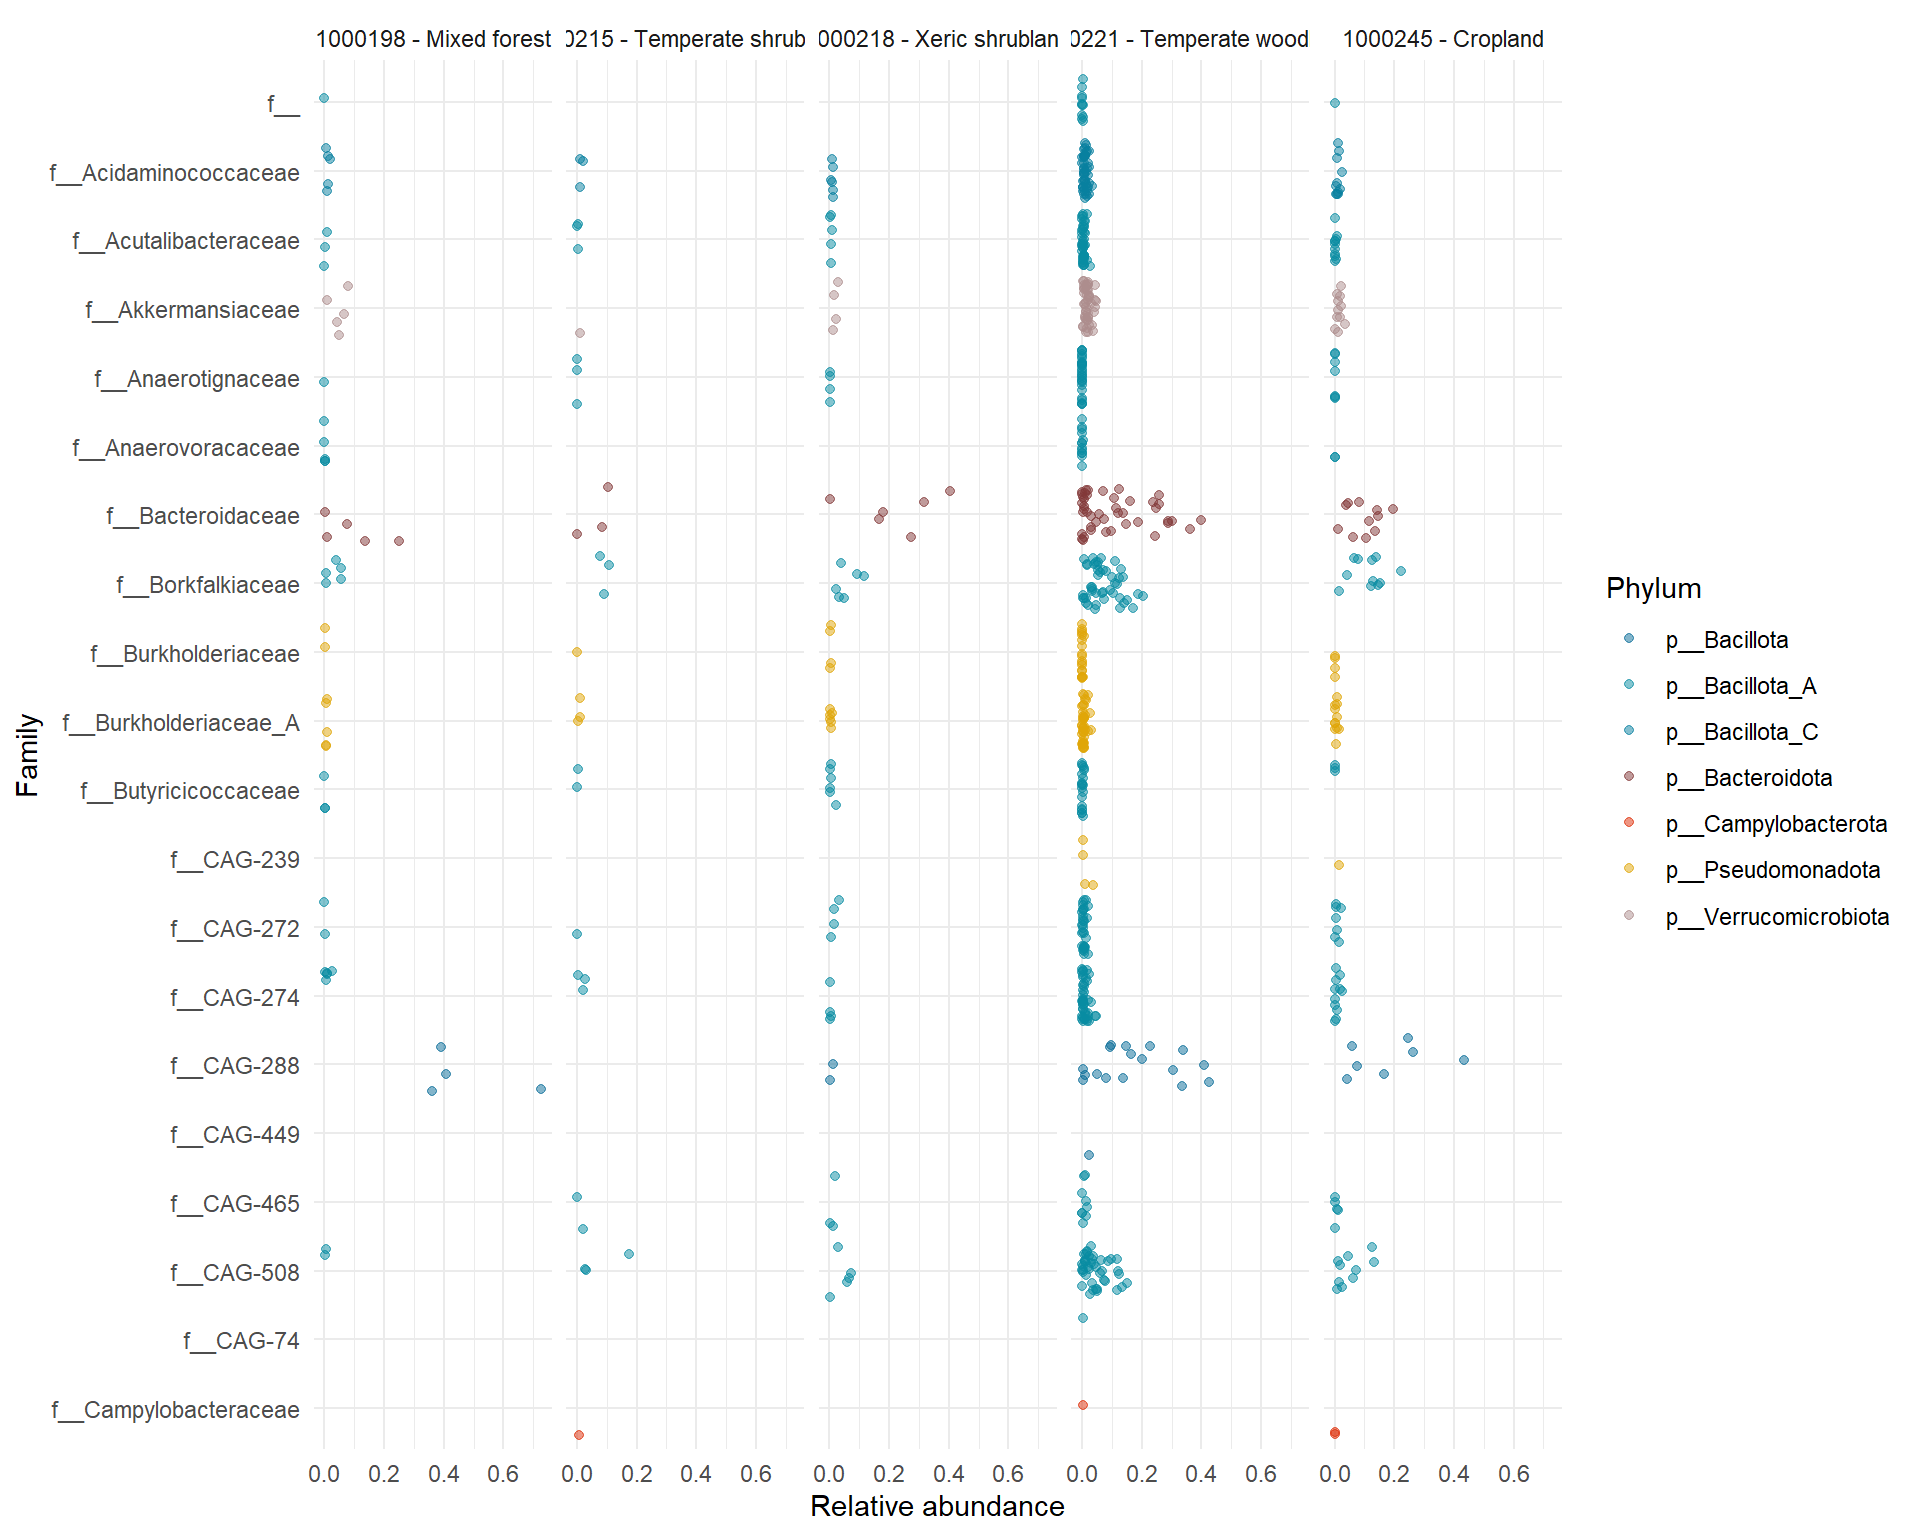 1000198 - Mixed forest
0215 - Temperate shrub
000218 - Xeric shrublan
0221 - Temperate wood
1000245 - Cropland
f__
f__Acidaminococcaceae
f__Acutalibacteraceae
f__Akkermansiaceae
f__Anaerotignaceae
f__Anaerovoracaceae
f__Bacteroidaceae
f__Borkfalkiaceae
f__Burkholderiaceae
f__Burkholderiaceae_A
f__Butyricicoccaceae
f__CAG-239
f__CAG-272
f__CAG-274
f__CAG-288
f__CAG-449
f__CAG-465
f__CAG-508
f__CAG-74
f__Campylobacteraceae
Family
0.0 0.2 0.4 0.6 0.0 0.2 0.4 0.6 0.0 0.2 0.4 0.6 0.0 0.2 0.4 0.6 0.0 0.2 0.4 0.6
Relative abundance
Phylum
p__Bacillota
p__Bacillota_A
p__Bacillota_C
p__Bacteroidota
p__Campylobacterota
p__Pseudomonadota
p__Verrucomicrobiota